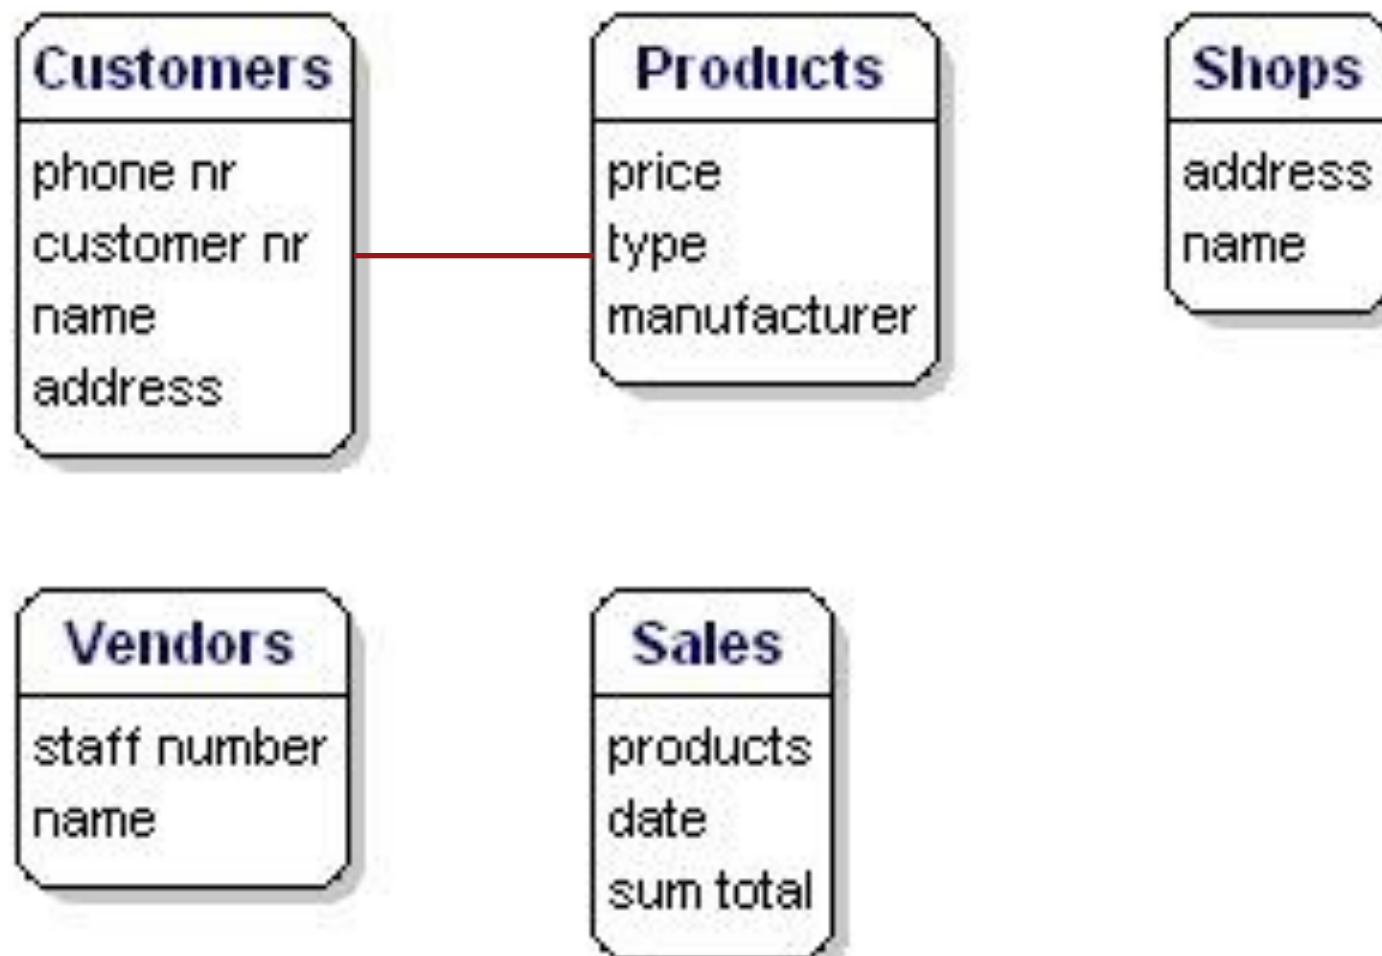 Customers
phone nr
customer nr
name
address
Products
price
type
manufacturer
Shops
address
name
Vendors
staff number
name
Sales
products
date
sum total